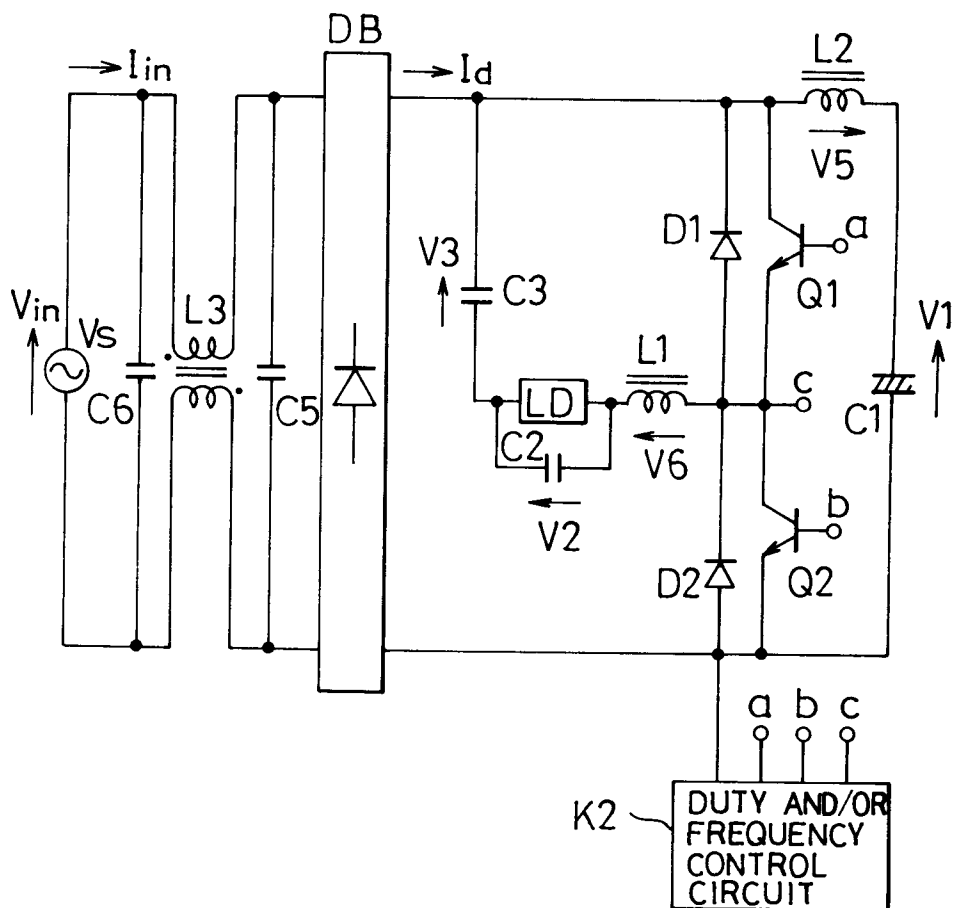 DB
Iin
Id
L2
V5
D1
a
Q1
V3
C3
Vin
Vs
L3
L1
V1
C6
C5
LD
c
C1
C2
V6
V2
b
D2
Q2
a b c
K2
DUTY AND/OR
FREQUENCY
CONTROL
CIRCUIT